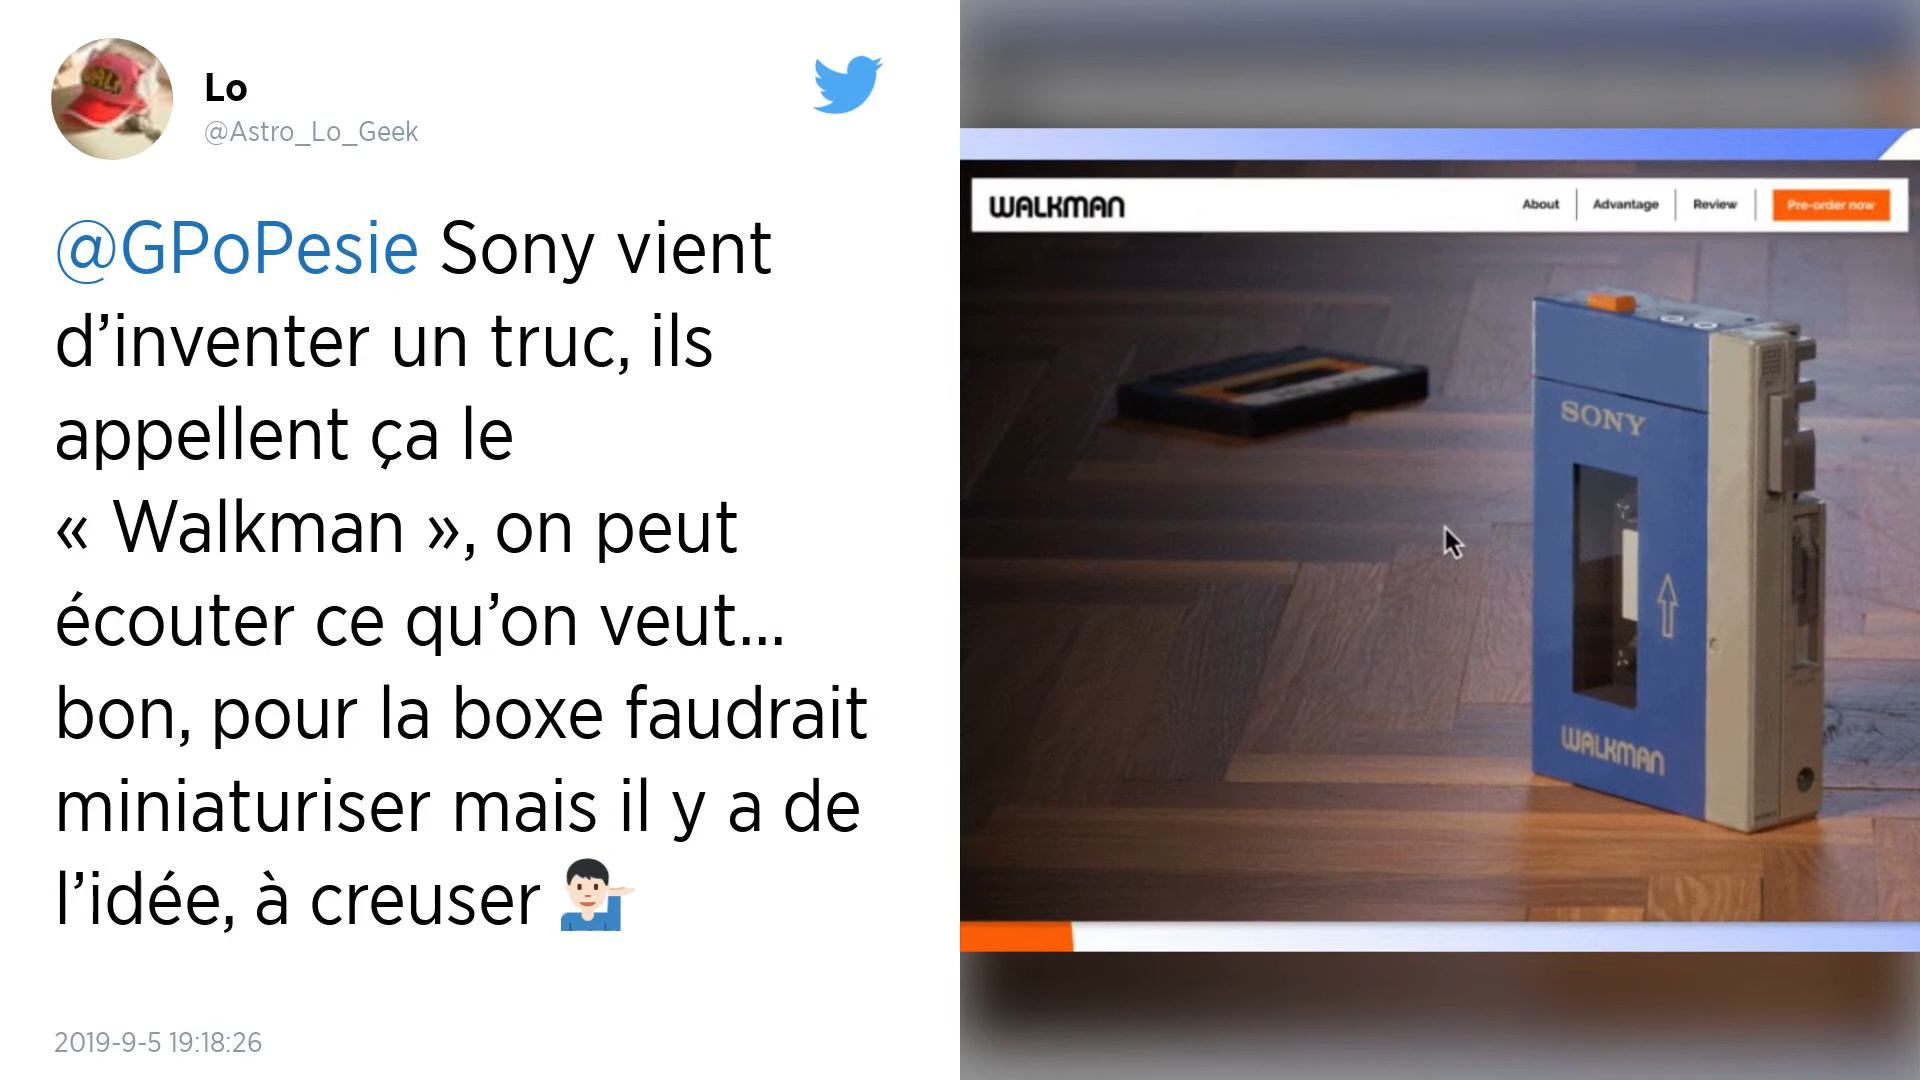 Lo
@Astro_Lo_Geek
@GPoPesie Sony vient
d’inventer un truc, ils
appellent ça le
« Walkman », on peut
écouter ce qu’on veut...
bon, pour la boxe faudrait
miniaturiser mais il y a de
l’idée, à creuser
2019-9-5 19:18:26
WALKMAN
About
Advantage
Review
Pre-order now
SONY
WALKMAN